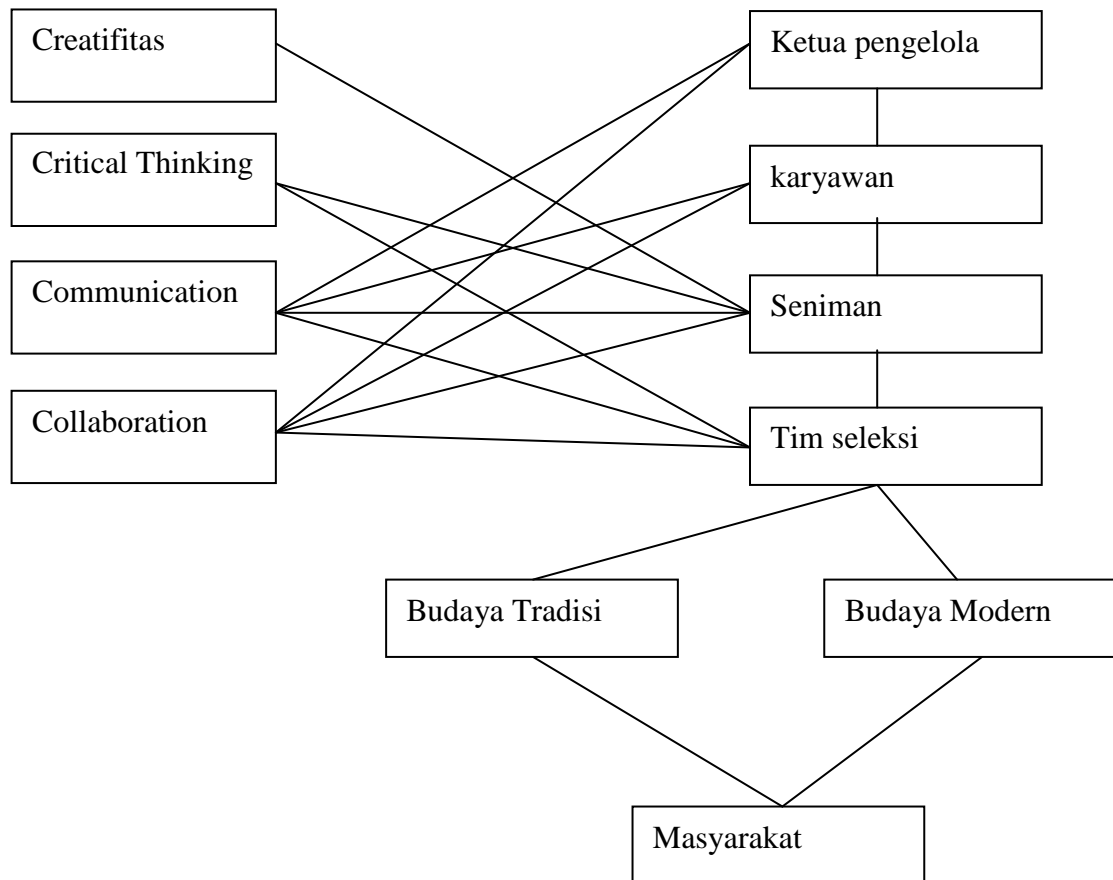 Creatifitas
Ketua pengelola
Critical Thinking
karyawan
Communication
Seniman
Collaboration
Tim seleksi
Budaya Tradisi
Budaya Modern
Masyarakat